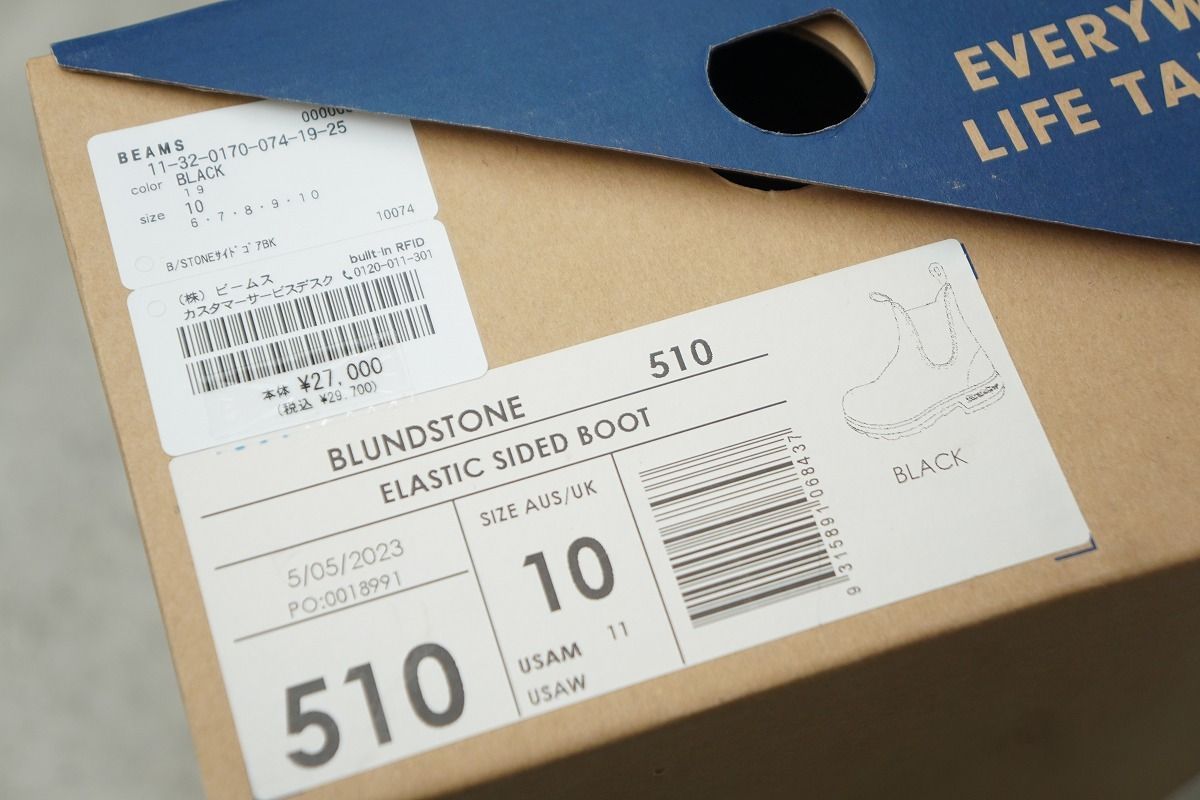 EVERYW
LIFE TA
000000
BEAMS
11-32-0170-074-19-25
color BLACK
19
size 10
6・7・8・9・10
10074
B/STONEｻｲﾄﾞｺﾞｱBK
built-in RFID
(株) ビームス
カスタマーサービスデスク 0120-011-301
本体 ¥27,000
(税込 ¥29,700)
BLUNDSTONE 510
ELASTIC SIDED BOOT
5/05/2023
PO:0018991
510
SIZE AUS/UK
10
USAM 11
USAW
9315891068437
BLACK